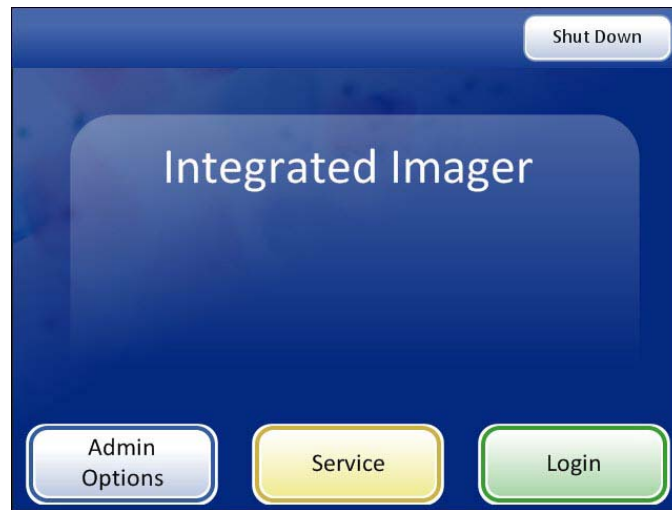 Shut Down
Integrated Imager
Admin
Options
Service
Login